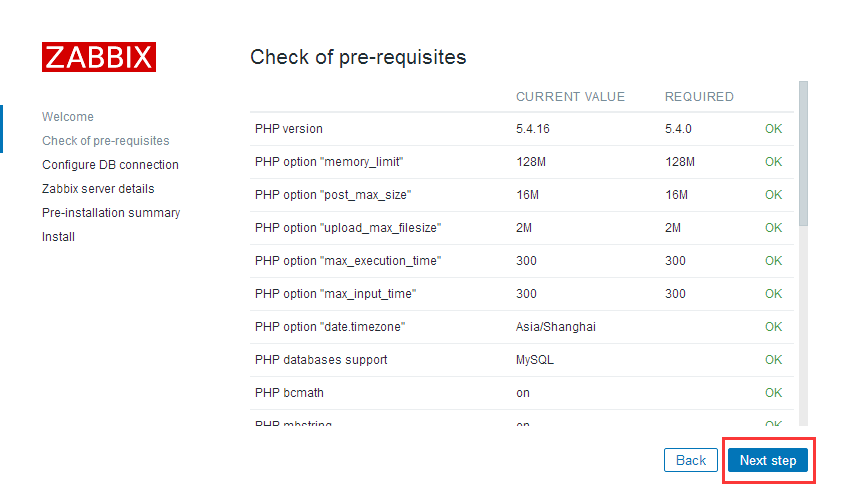 ZABBIX
Welcome
Check of pre-requisites
Configure DB connection
Zabbix server details
Pre-installation summary
Install
Check of pre-requisites
CURRENT VALUE REQUIRED
PHP version 5.4.16 5.4.0 OK
PHP option "memory_limit" 128M 128M OK
PHP option "post_max_size" 16M 16M OK
PHP option "upload_max_filesize" 2M 2M OK
PHP option "max_execution_time" 300 300 OK
PHP option "max_input_time" 300 300 OK
PHP option "date.timezone" Asia/Shanghai OK
PHP databases support MySQL OK
PHP bcmath on OK
PHP mbstring on OK
Back Next step